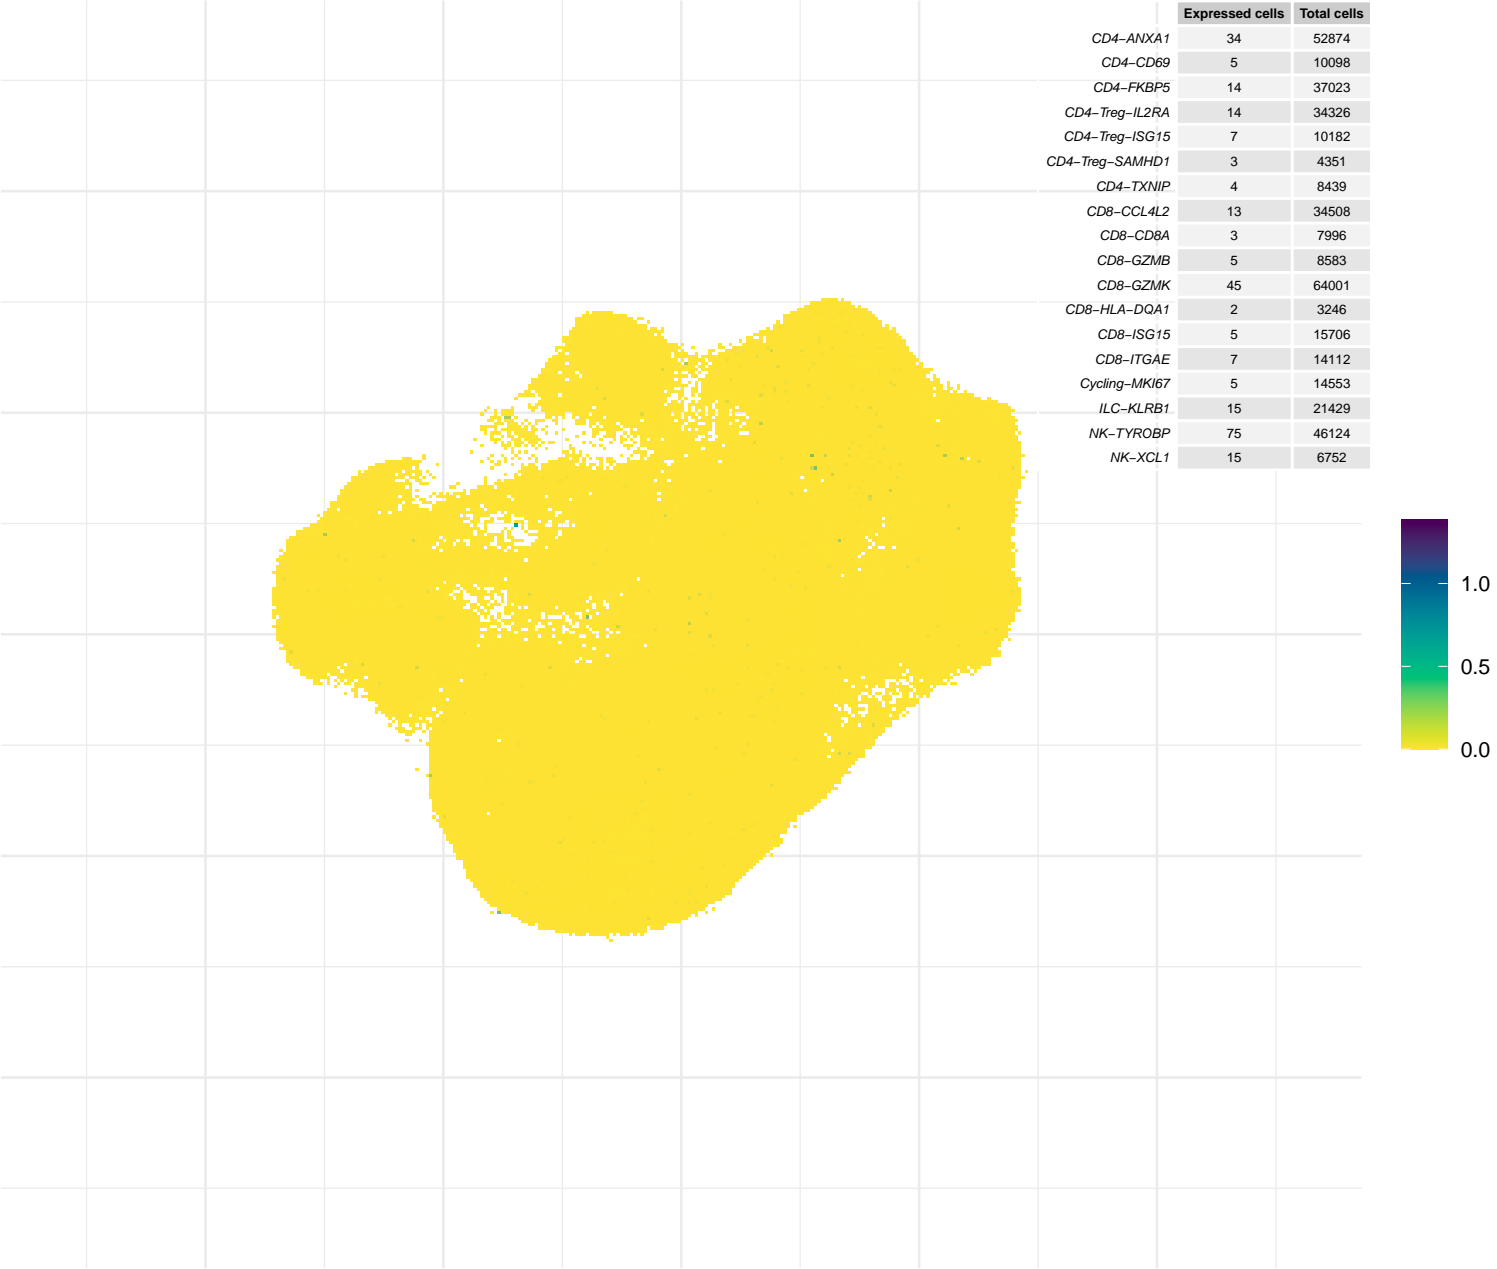 Expressed cells Total cells
CD4−ANXA1 34 52874
CD4−CD69 5 10098
CD4−FKBP5 14 37023
CD4−Treg−IL2RA 14 34326
CD4−Treg−ISG15 7 10182
CD4−Treg−SAMHD1 3 4351
CD4−TXNIP 4 8439
CD8−CCL4L2 13 34508
CD8−CD8A 3 7996
CD8−GZMB 5 8583
CD8−GZMK 45 64001
CD8−HLA−DQA1 2 3246
CD8−ISG15 5 15706
CD8−ITGAE 7 14112
Cycling−MKI67 5 14553
ILC−KLRB1 15 21429
NK−TYROBP 75 46124
NK−XCL1 15 6752
1.0
0.5
0.0